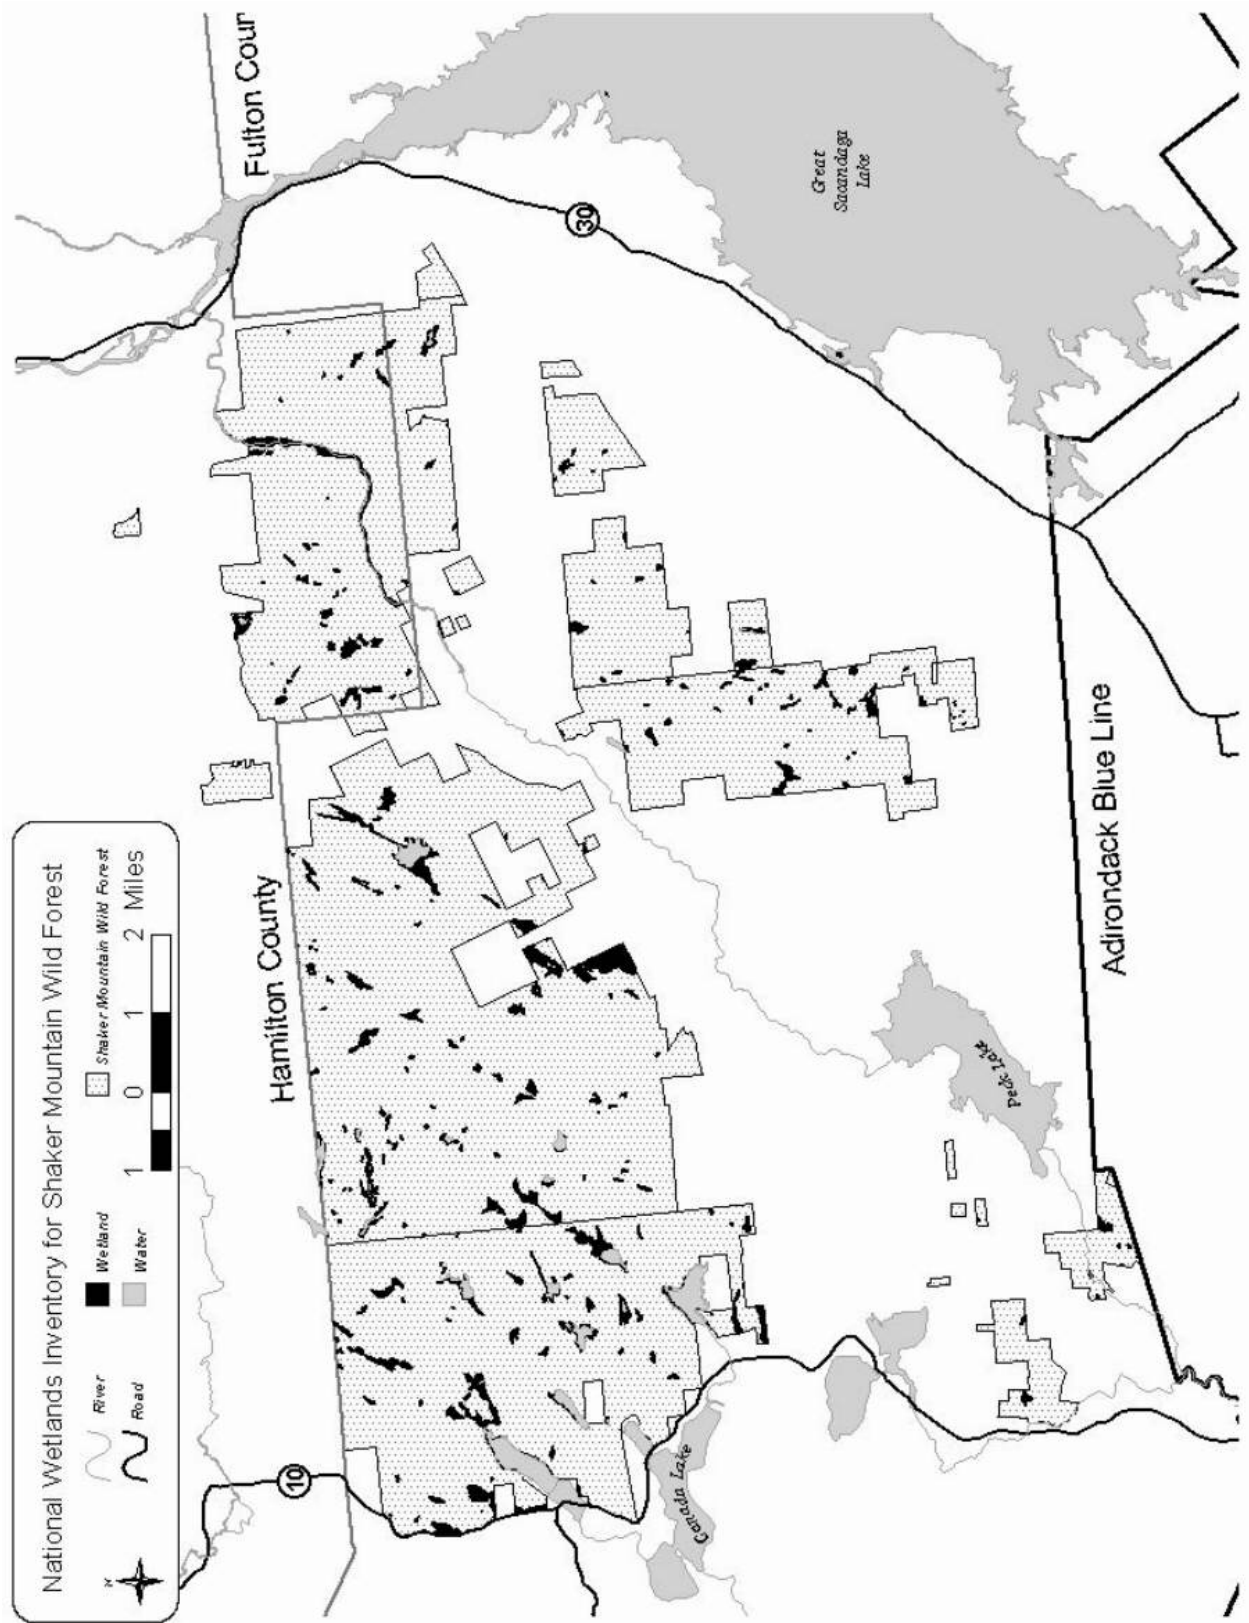 National Wetlands Inventory for Shaker Mountain Wild Forest
N
River
Road
Wetland
Water
Shaker Mountain Wild Forest
1 0 1 2 Miles
Hamilton County
Fulton Coun
10
30
Great
Sacandaga
Lake
Canada Lake
Peck Lake
Adirondack Blue Line